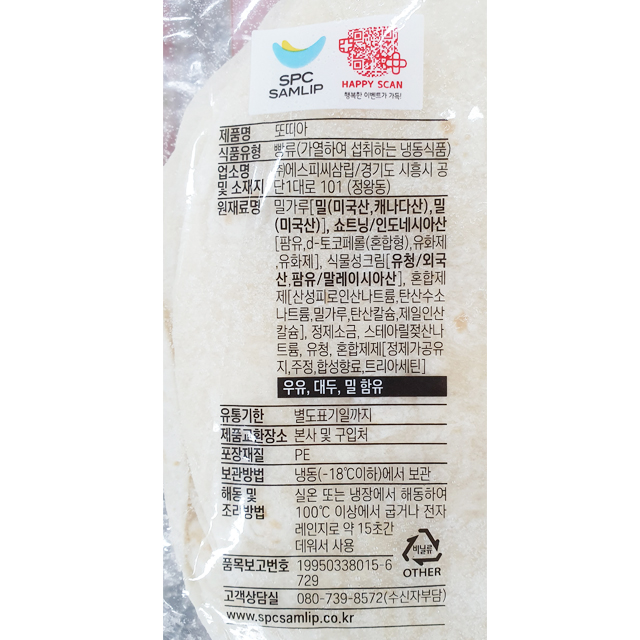 SPC
SAMLIP
HAPPY SCAN
행복한 이벤트가 가득!
제품명 또띠아
식품유형 빵류(가열하여 섭취하는 냉동식품)
업소명 ㈜에스피씨삼립/경기도 시흥시 공
및 소재지 단1대로 101 (정왕동)
원재료명 밀가루[밀(미국산,캐나다산),밀
(미국산)], 쇼트닝/인도네시아산
[팜유,d-토코페롤(혼합형),유화제
,유화제], 식물성크림[유청/외국
산,팜유/말레이시아산], 혼합제
제[산성피로인산나트륨,탄산수소
나트륨,밀가루,탄산칼슘,제일인산
칼슘], 정제소금, 스테아릴젖산나
트륨, 유청, 혼합제제[정제가공유
지,주정,합성향료,트리아세틴]
우유, 대두, 밀 함유
유통기한 별도표기일까지
제품교환장소 본사 및 구입처
포장재질 PE
보관방법 냉동(-18℃이하)에서 보관
해동 및 실온 또는 냉장에서 해동하여
조리방법 100℃ 이상에서 굽거나 전자
레인지로 약 15초간
데워서 사용
비닐류
OTHER
품목보고번호 19950338015-6
729
고객상담실 080-739-8572(수신자부담)
www.spcsamlip.co.kr